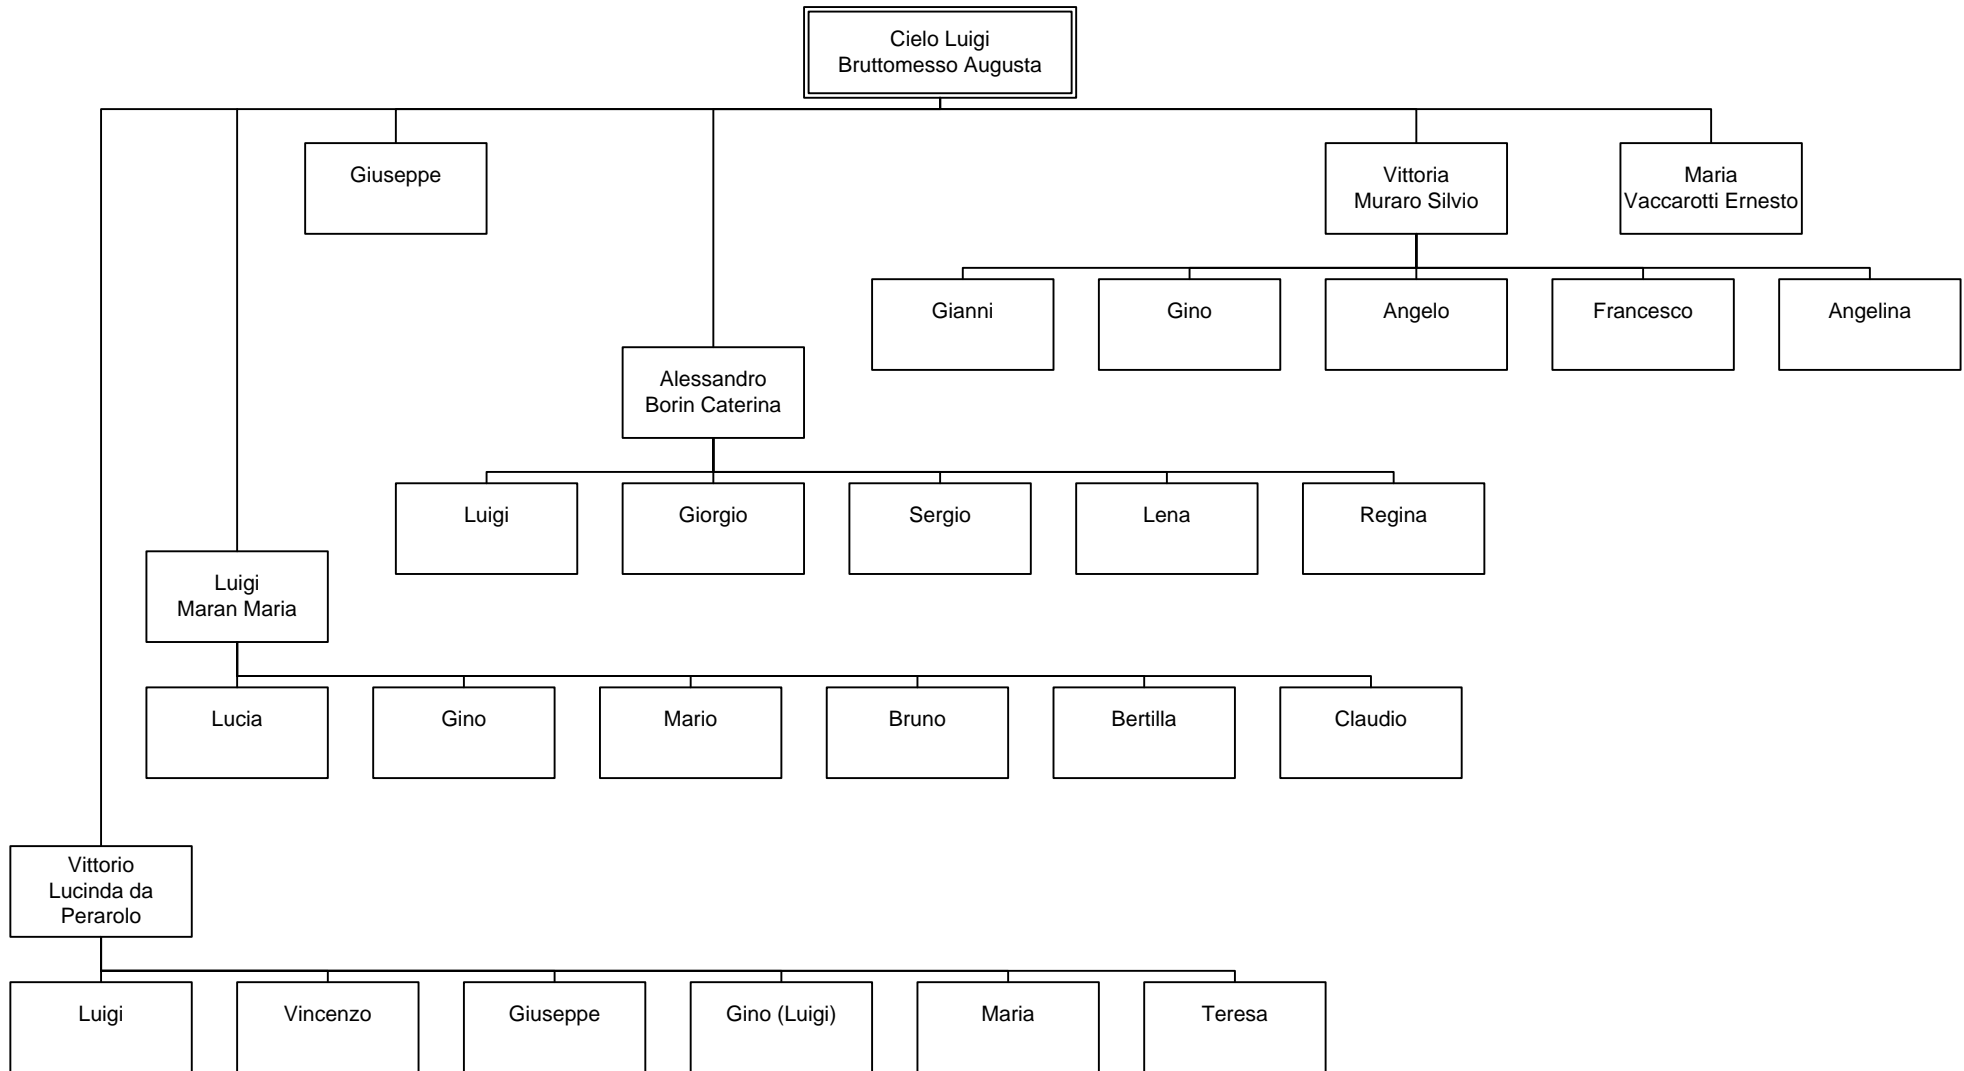 Cielo Luigi
Bruttomesso Augusta
Giuseppe
Vittoria
Muraro Silvio
Maria
Vaccarotti Ernesto
Gianni
Gino
Angelo
Francesco
Angelina
Alessandro
Borin Caterina
Luigi
Giorgio
Sergio
Lena
Regina
Luigi
Maran Maria
Lucia
Gino
Mario
Bruno
Bertilla
Claudio
Vittorio
Lucinda da
Perarolo
Luigi
Vincenzo
Giuseppe
Gino (Luigi)
Maria
Teresa